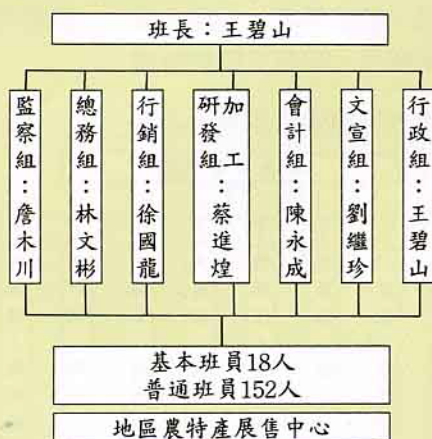 班長：王碧山
行政組：王碧山
文宣組：劉繼珍
會計組：陳永成
加工研發組：蔡進煌
行銷組：徐國龍
總務組：林文彬
監察組：詹木川
基本班員18人
普通班員152人
地區農特產展售中心